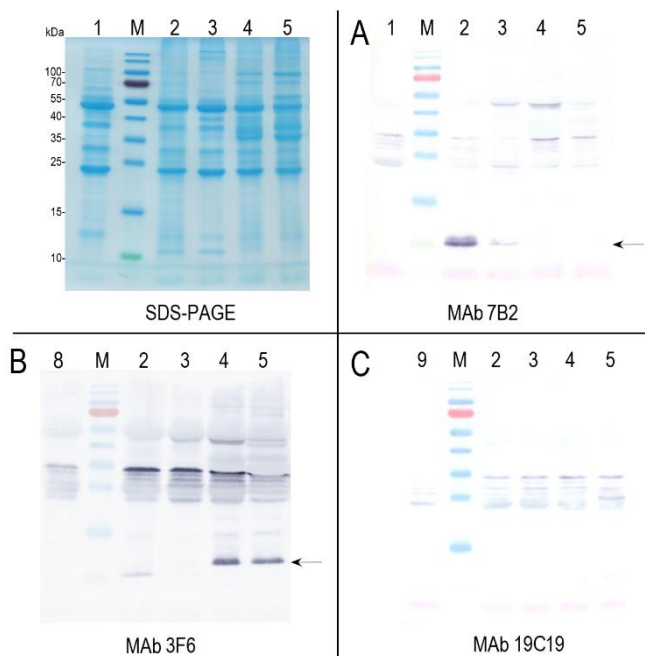 kDa 1 M 2 3 4 5
100-
70-
55-
40-
35-
25-
15-
10-
SDS-PAGE
A 1 M 2 3 4 5
MAb 7B2
B 8 M 2 3 4 5
MAb 3F6
C 9 M 2 3 4 5
MAb 19C19